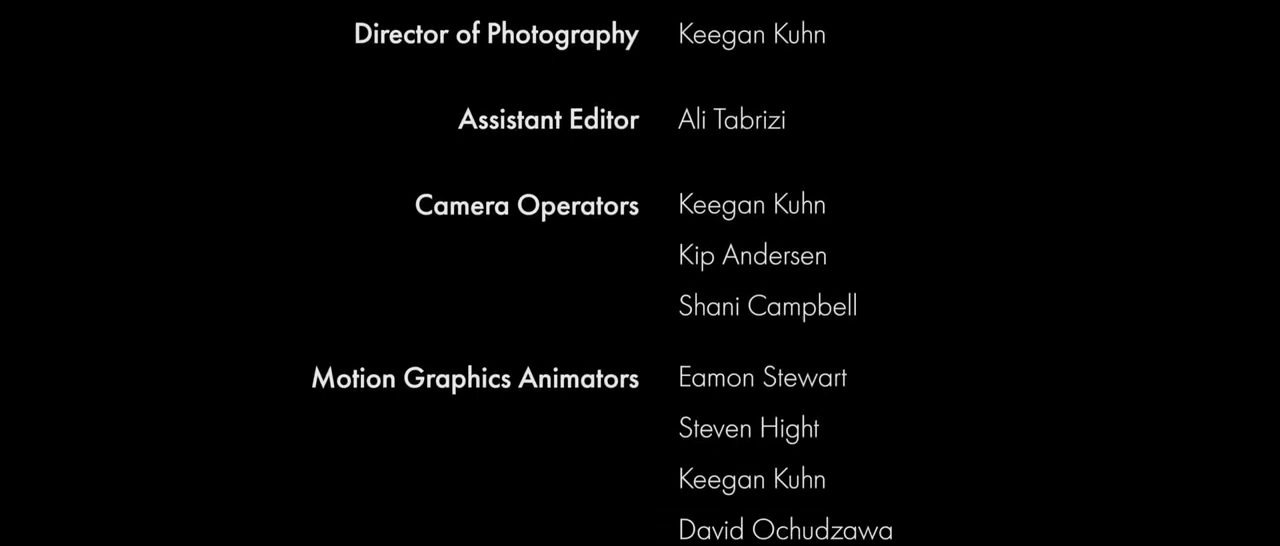 Director of Photography Keegan Kuhn
Assistant Editor Ali Tabrizi
Camera Operators Keegan Kuhn
Kip Andersen
Shani Campbell
Motion Graphics Animators Eamon Stewart
Steven Hight
Keegan Kuhn
David Ochudzawa